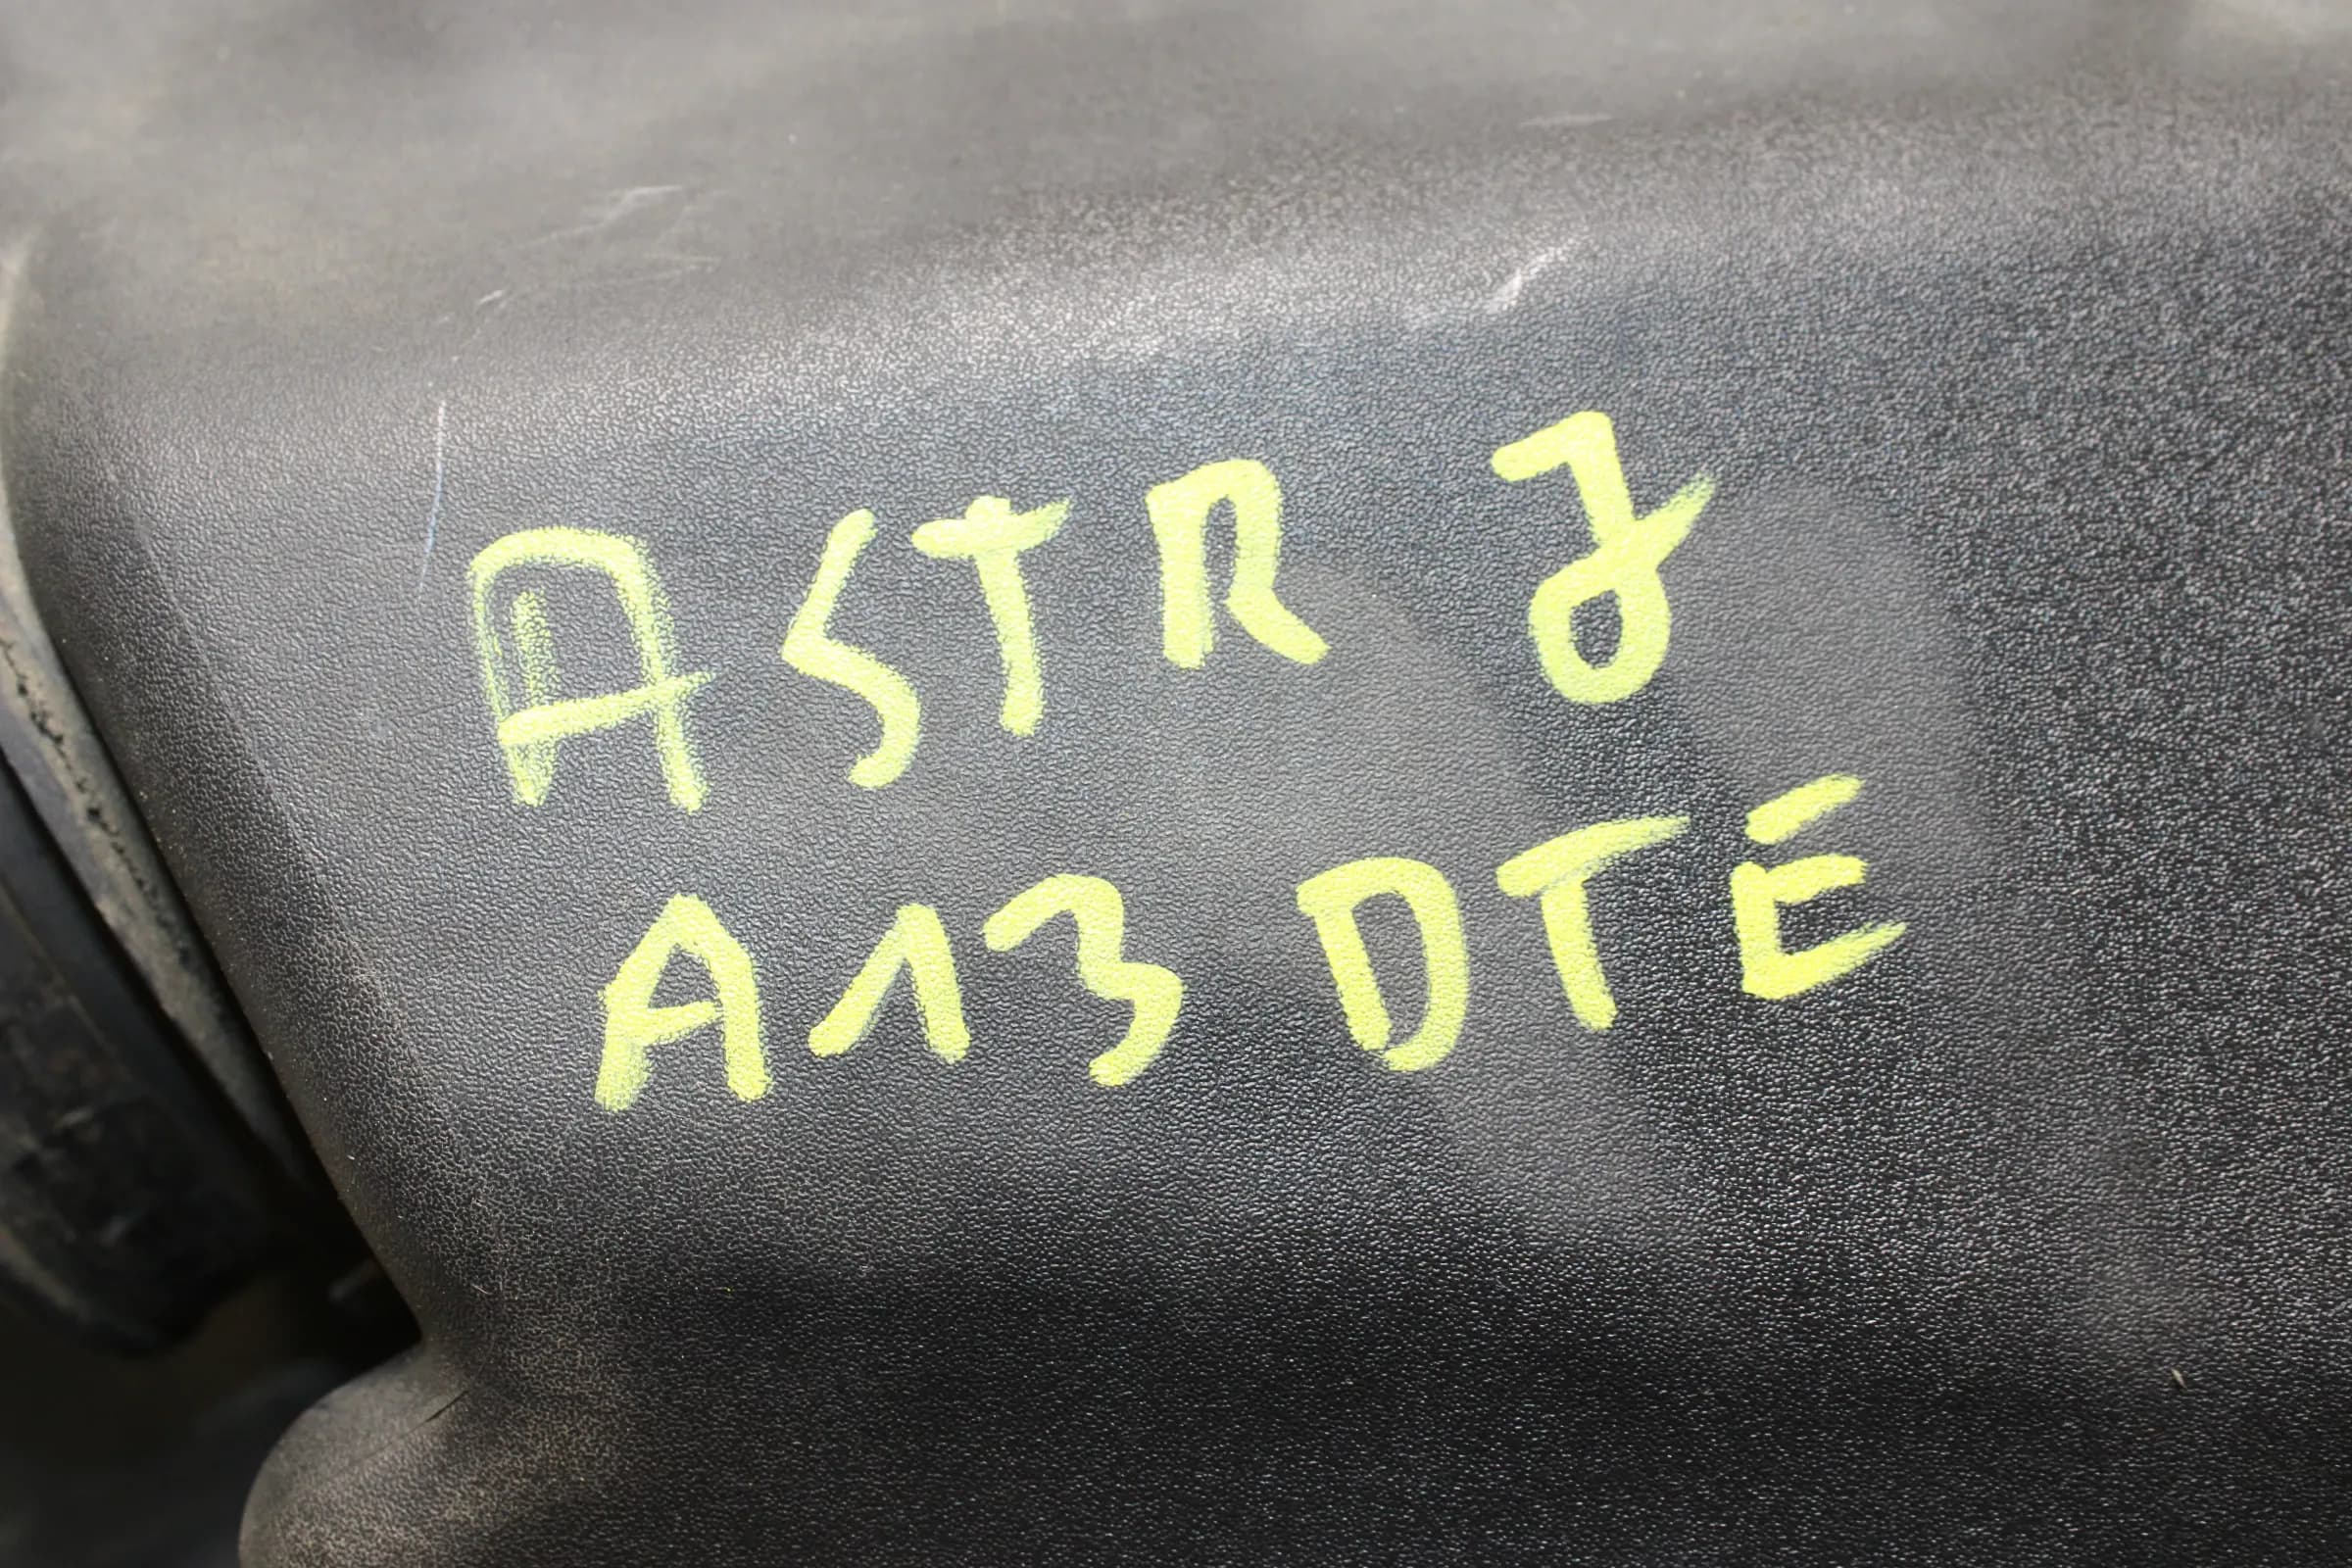 ASTR J
A13 DTE